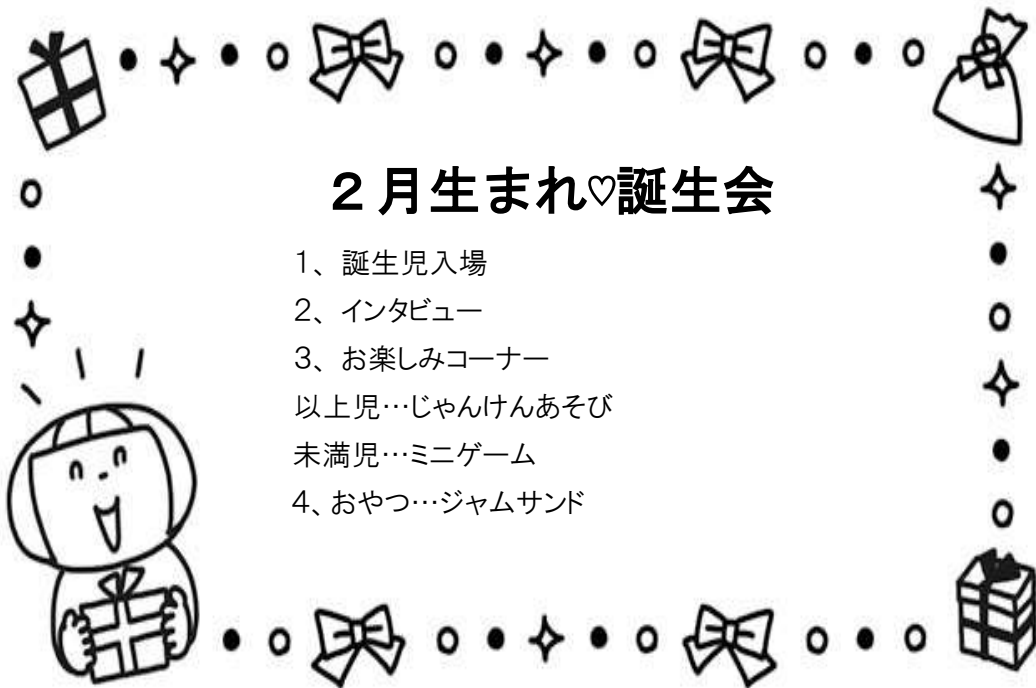 ２月生まれ♡誕生会
1、 誕生児入場
2、 インタビュー
3、 お楽しみコーナー
以上児…じゃんけんあそび
未満児…ミニゲーム
4、おやつ…ジャムサンド